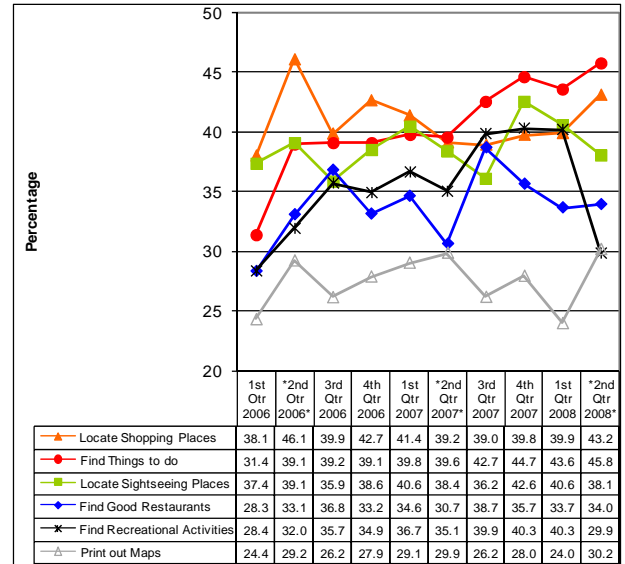 50
45
40
35
30
25
20
Percentage
1st *2nd 3rd 4th 1st *2nd 3rd 4th 1st *2nd
Otr Otr Qtr Qtr Qtr Qtr Qtr Qtr Qtr Qtr
2006 2006* 2006 2006 2007 2007* 2007 2007 2008 2008*
Locate Shopping Places 38.1 46.1 39.9 42.7 41.4 39.2 39.0 39.8 39.9 43.2
Find Things to do 31.4 39.1 39.2 39.1 39.8 39.6 42.7 44.7 43.6 45.8
Locate Sightseeing Places 37.4 39.1 35.9 38.6 40.6 38.4 36.2 42.6 40.6 38.1
Find Good Restaurants 28.3 33.1 36.8 33.2 34.6 30.7 38.7 35.7 33.7 34.0
Find Recreational Activities 28.4 32.0 35.7 34.9 36.7 35.1 39.9 40.3 40.3 29.9
Print out Maps 24.4 29.2 26.2 27.9 29.1 29.9 26.2 28.0 24.0 30.2